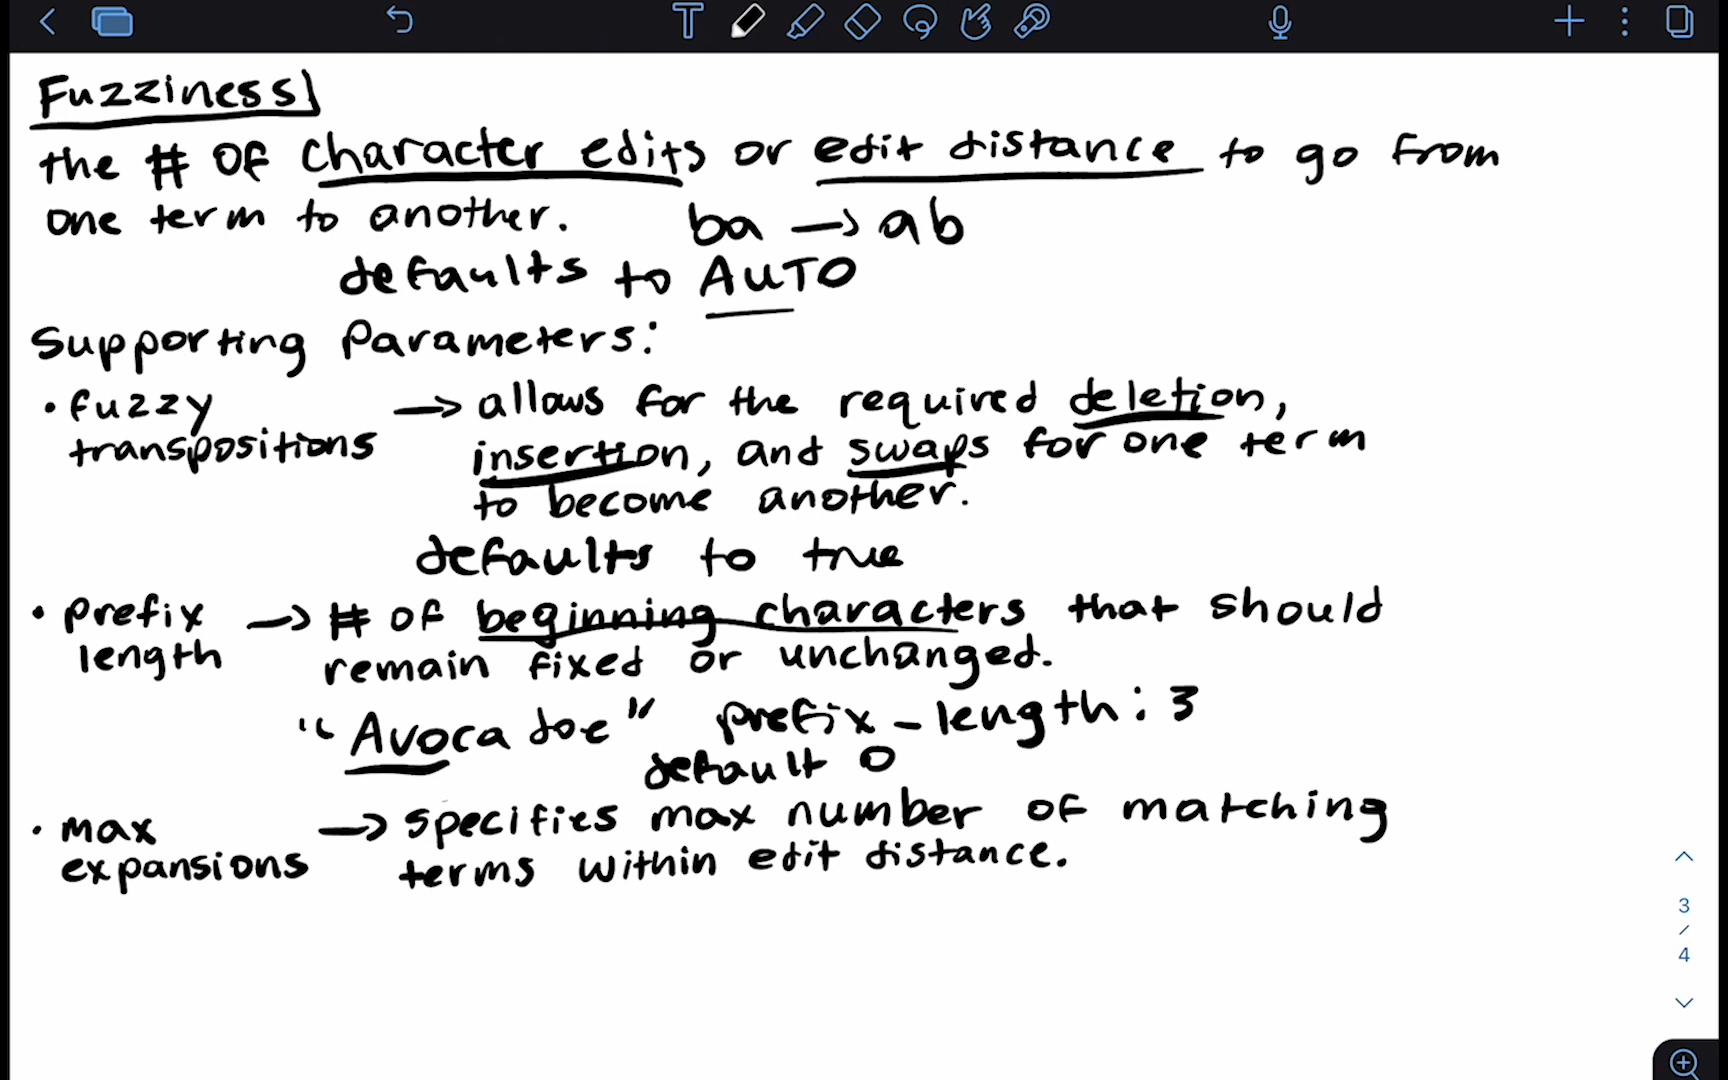 Fuzziness
the # of character edits or edit distance to go from
one term to another. ba → ab
defaults to AUTO
Supporting Parameters:
• fuzzy transpositions → allows for the required deletion,
insertion, and swaps for one term
to become another.
defaults to true
• prefix length → # of beginning characters that should
remain fixed or unchanged.
"Avocadoe" prefix_length: 3
default 0
• max expansions → specifies max number of matching
terms within edit distance.
3
/
4